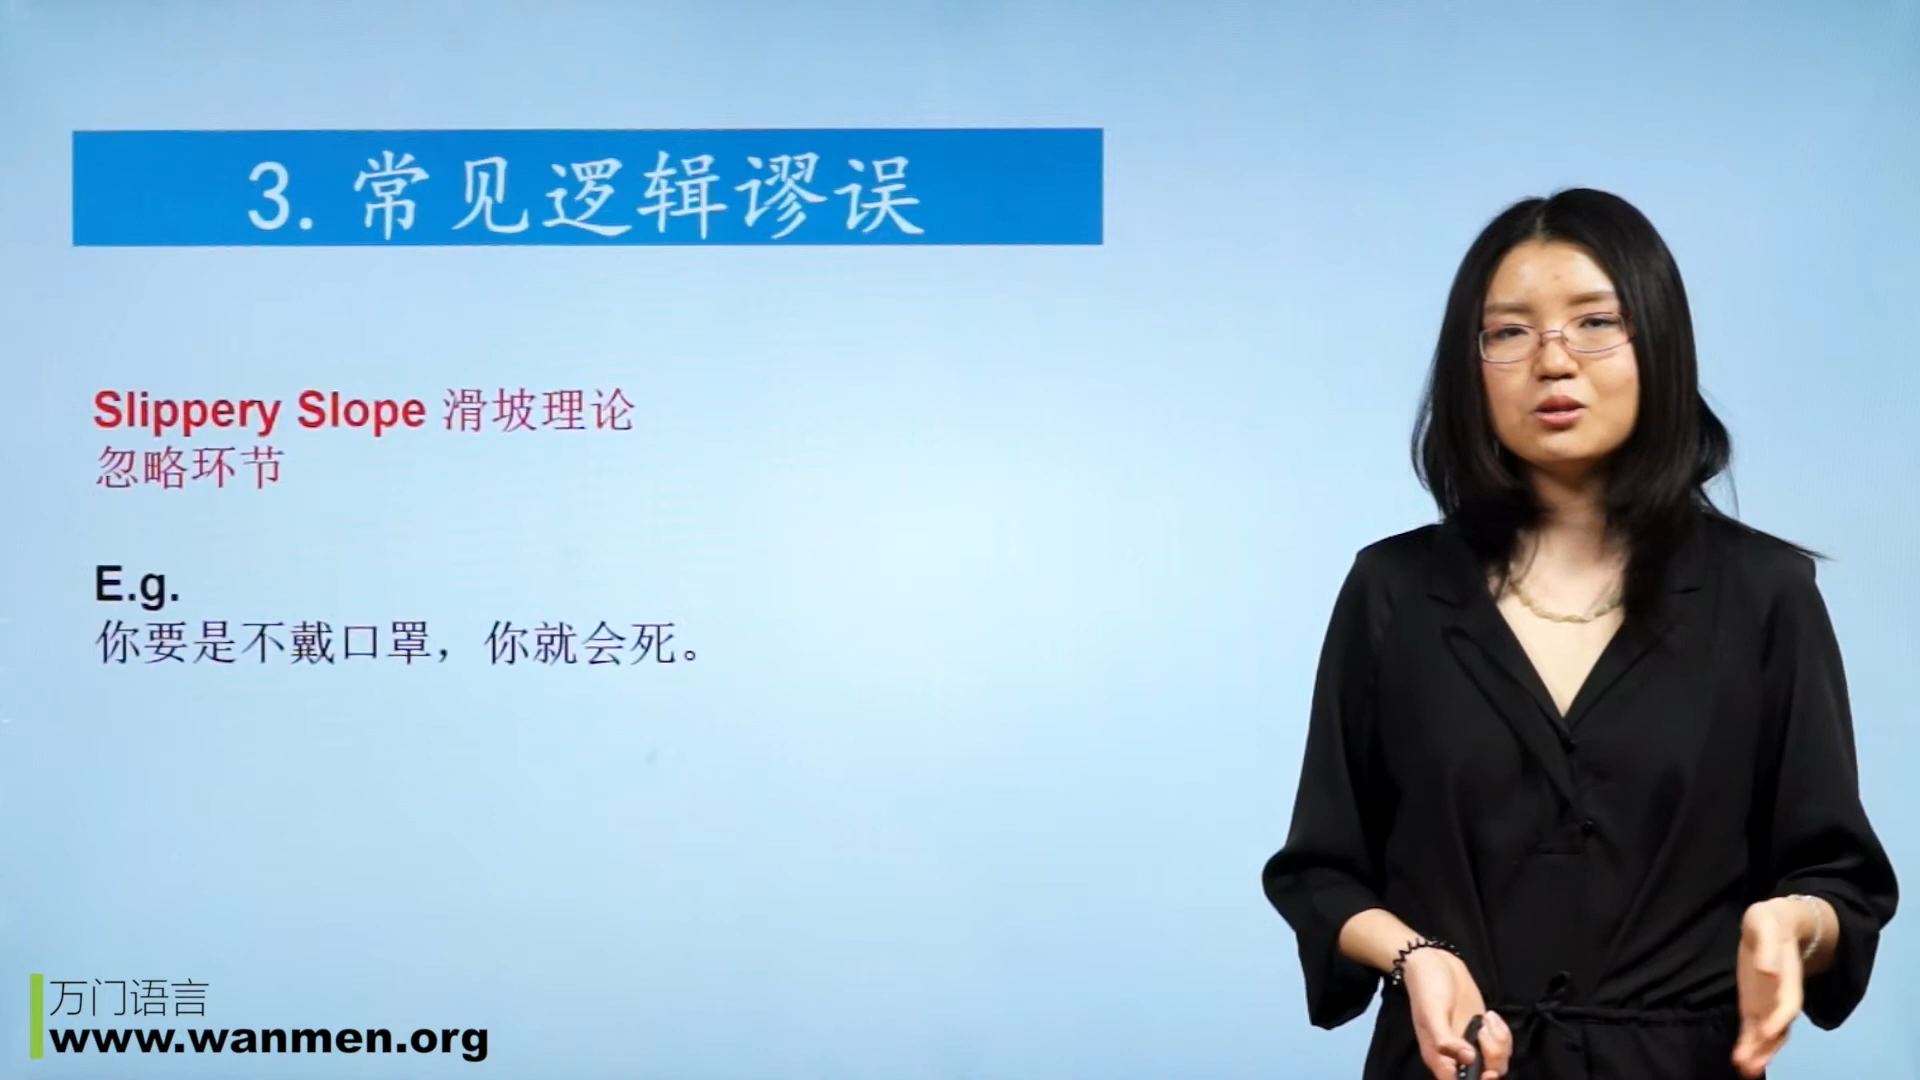 3. 常见逻辑谬误
Slippery Slope 滑坡理论
忽略环节
E.g.
你要是不戴口罩，你就会死。
万门语言
www.wanmen.org